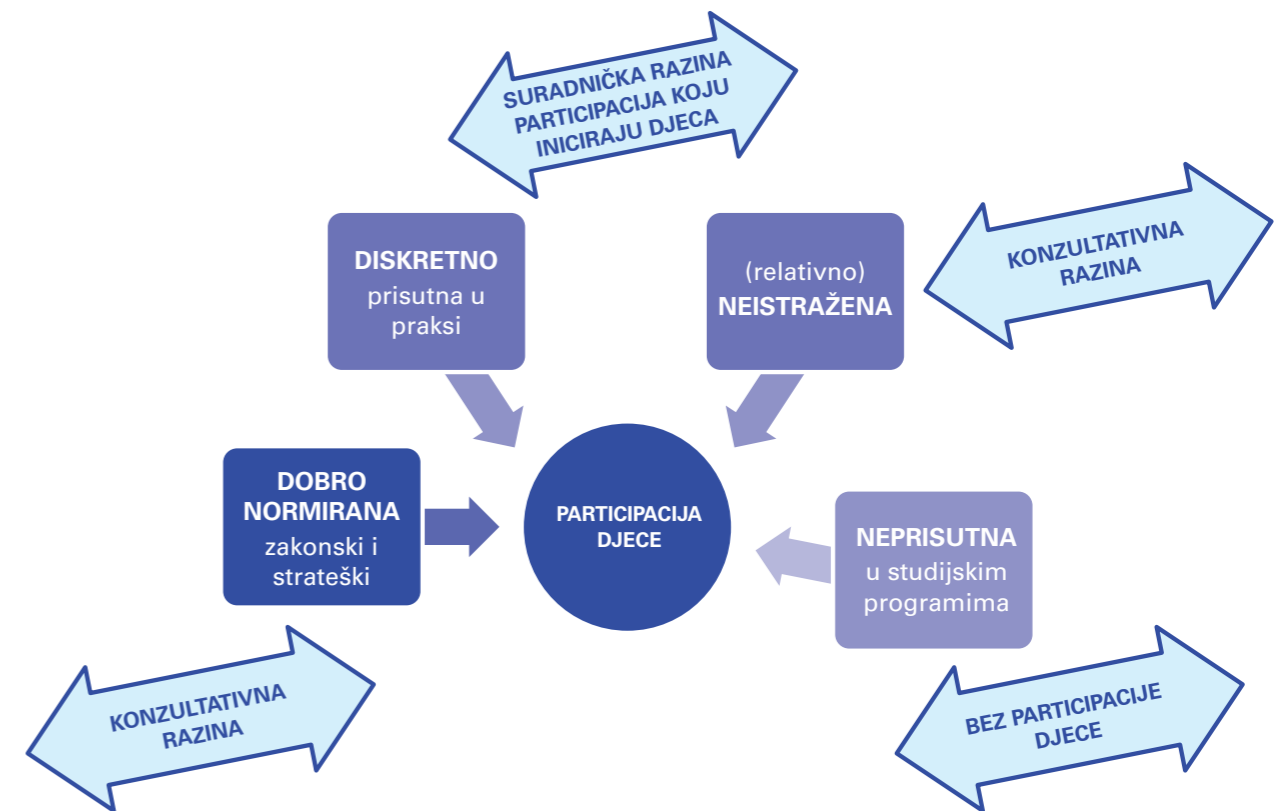 SURADNIČKA RAZINA
PARTICIPACIJA KOJU
INICIRAJU DJECA
DISKRETNO
prisutna u
praksi
(relativno)
NEISTRAŽENA
KONZULTATIVNA
RAZINA
DOBRO
NORMIRANA
zakonski i
strateški
PARTICIPACIJA
DJECE
NEPRISUTNA
u studijskim
programima
KONZULTATIVNA
RAZINA
BEZ PARTICIPACIJE
DJECE